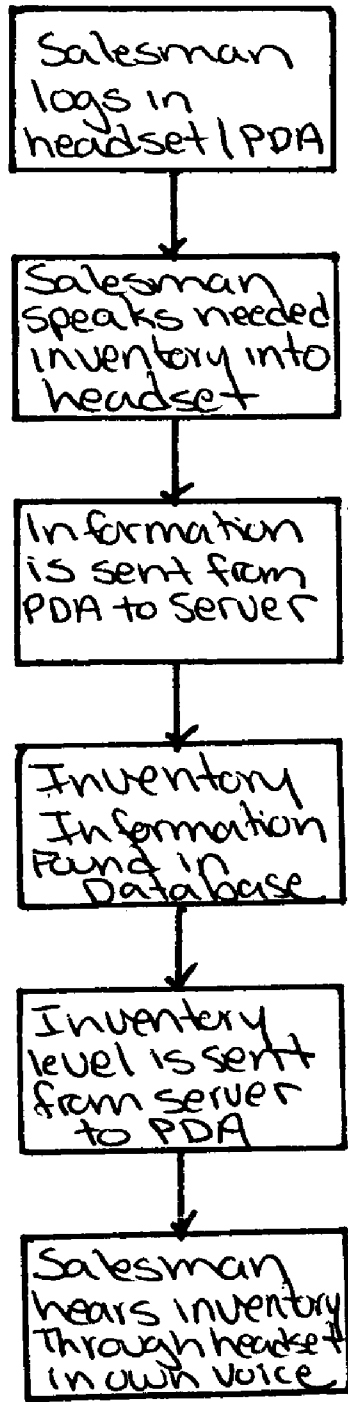 Salesman
logs in
headset/PDA
Salesman
speaks needed
inventory into
headset
Information
is sent from
PDA to Server
Inventory
Information
Found in
Database
Inventory
level is sent
from server
to PDA
Salesman
hears inventory
Through headset
in own voice